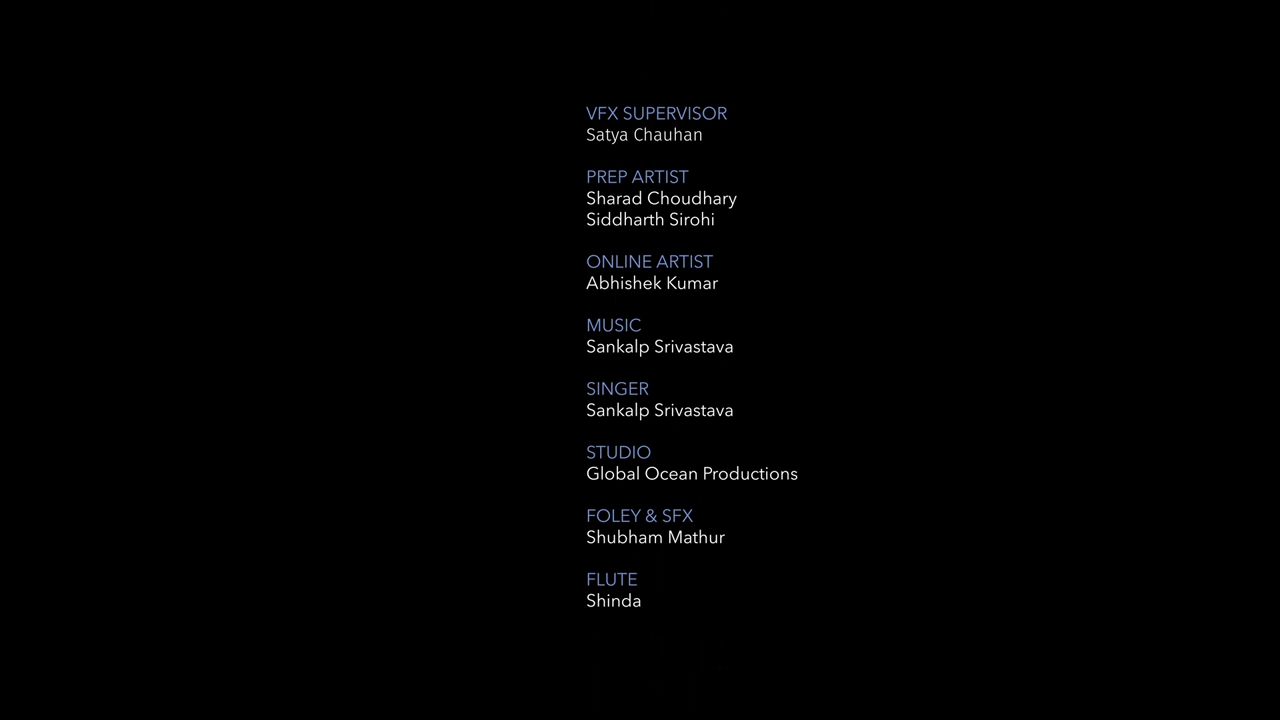 VFX SUPERVISOR
Satya Chauhan
PREP ARTIST
Sharad Choudhary
Siddharth Sirohi
ONLINE ARTIST
Abhishek Kumar
MUSIC
Sankalp Srivastava
SINGER
Sankalp Srivastava
STUDIO
Global Ocean Productions
FOLEY & SFX
Shubham Mathur
FLUTE
Shinda